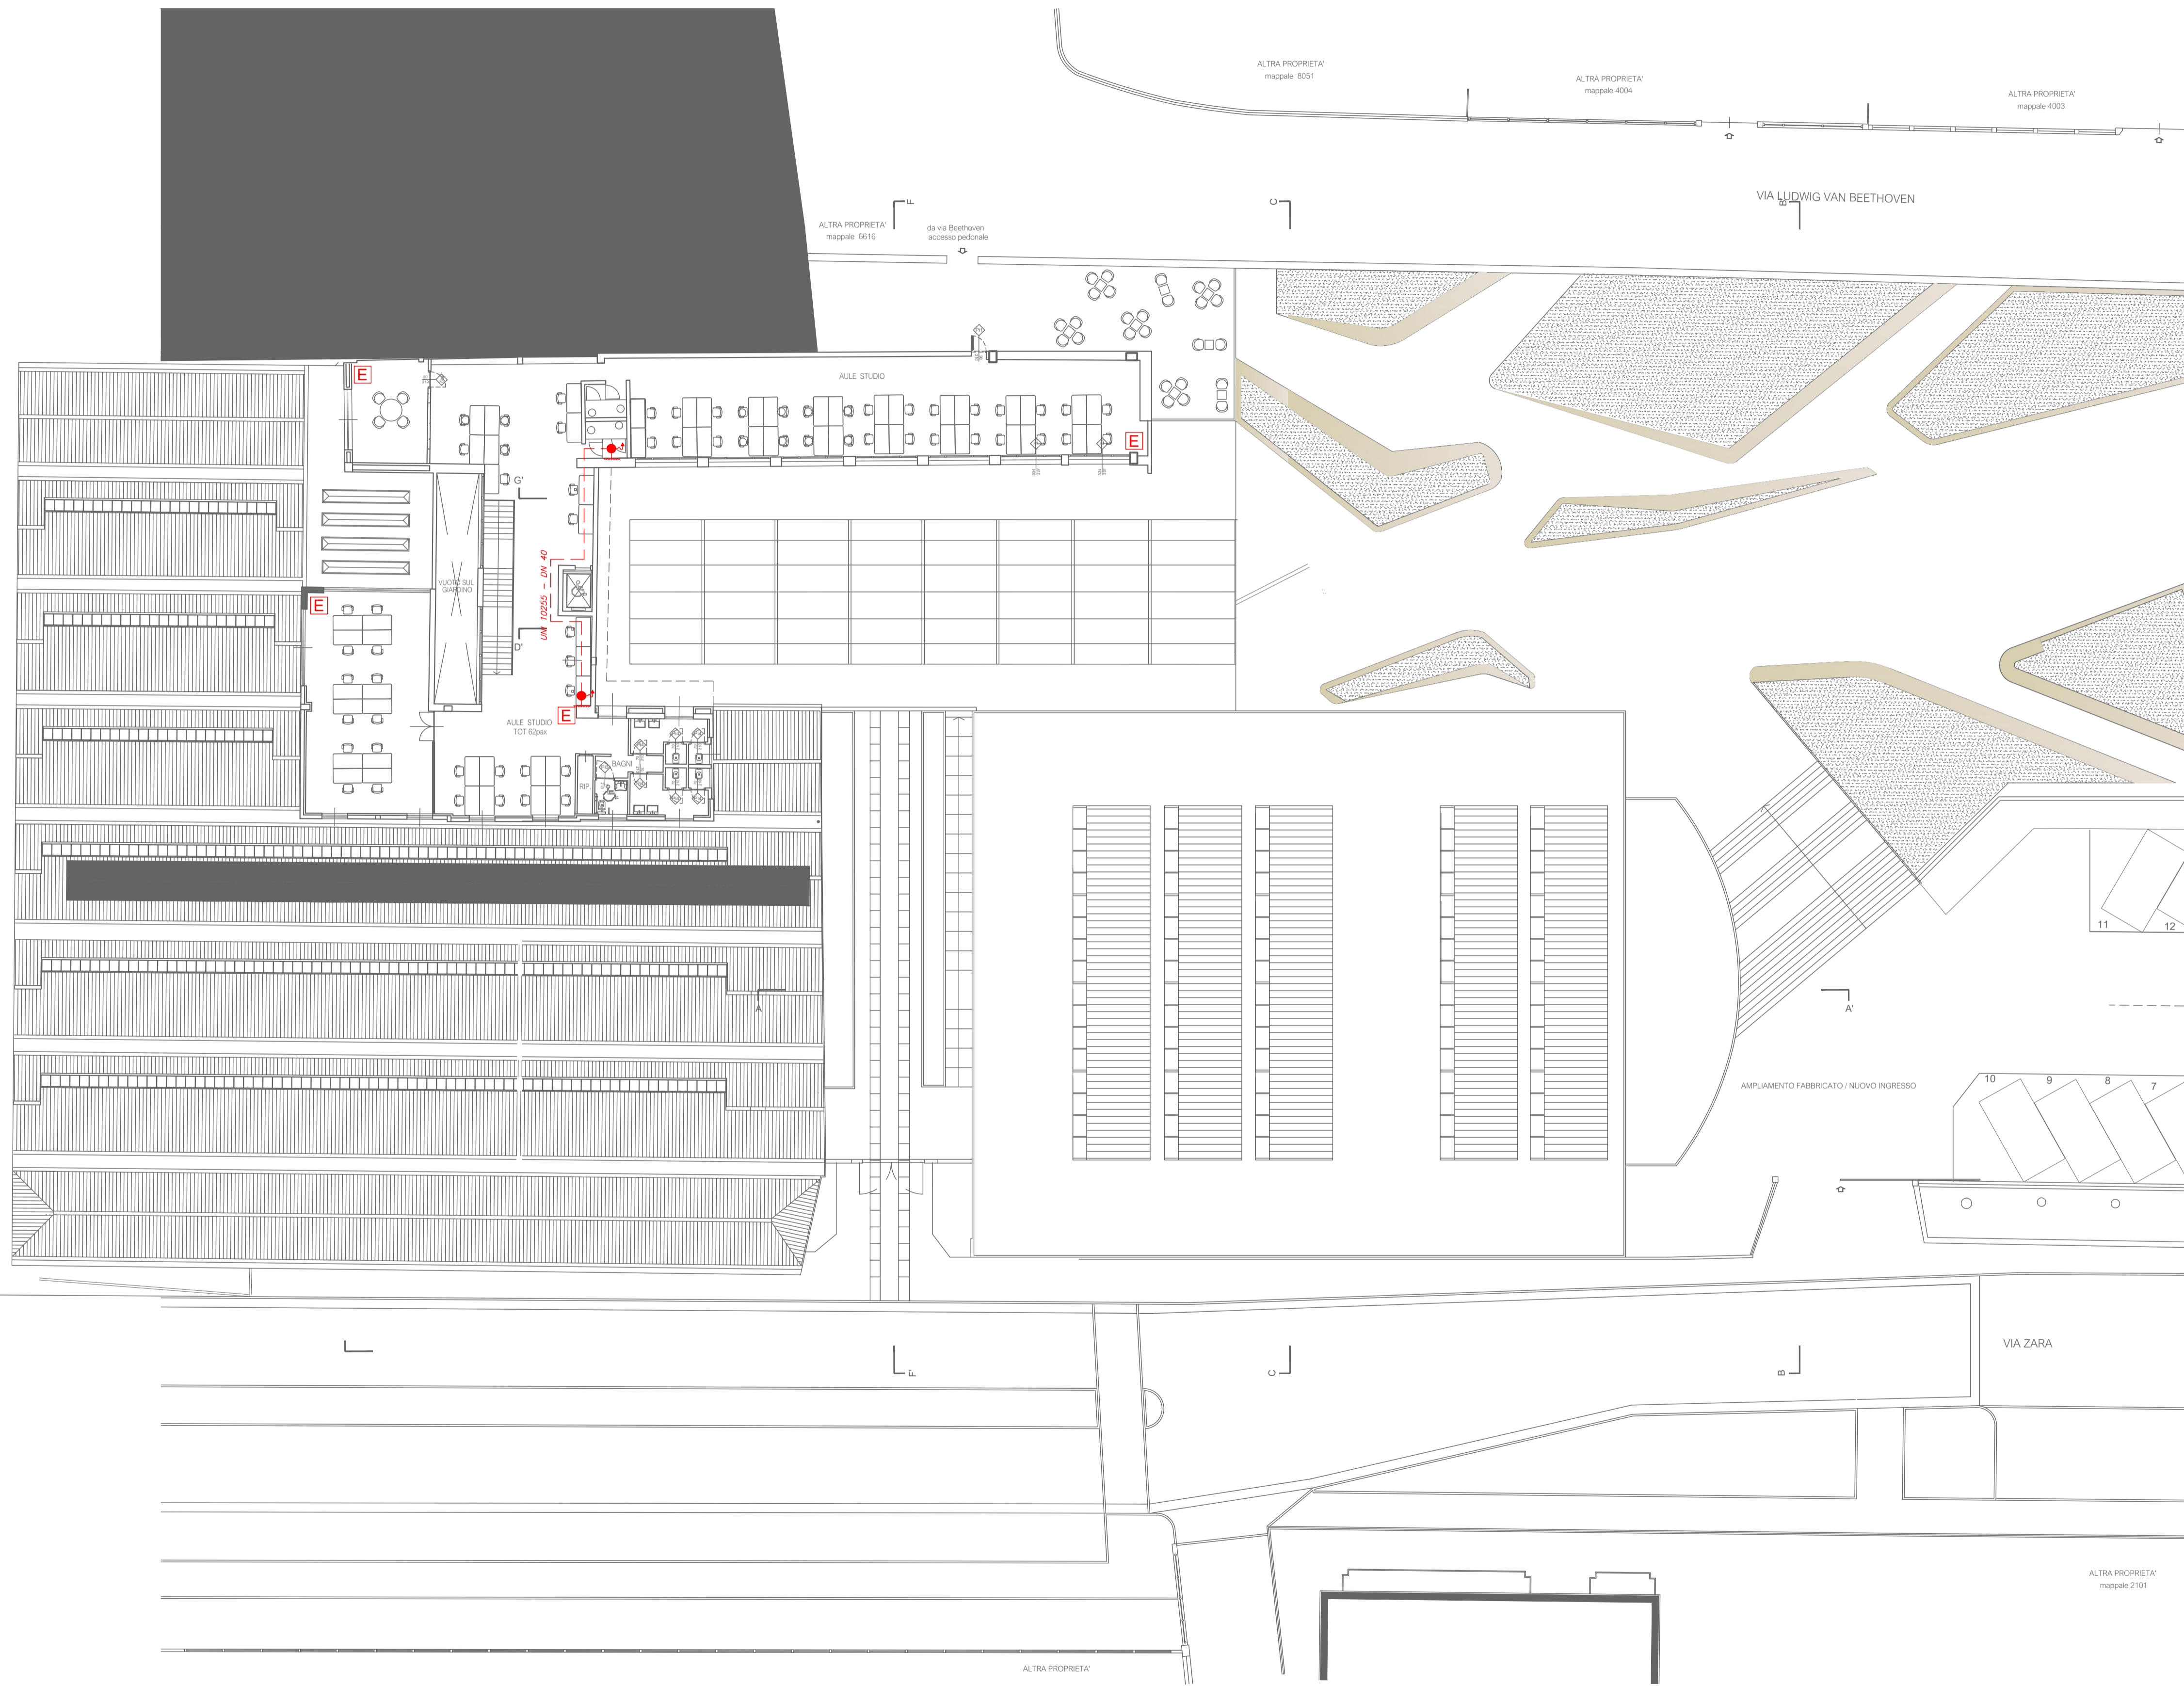 ALTRA PROPRIETA'
mappale 8051
ALTRA PROPRIETA'
mappale 4004
ALTRA PROPRIETA'
mappale 4003
VIA LUDWIG VAN BEETHOVEN
F
C
B
ALTRA PROPRIETA'
mappale 6616
da via Beethoven
accesso pedonale
E
AULE STUDIO
E
G'
VUOTO SUL
GIARDINO
E
UNI 10255 - DN 40
D'
E
AULE STUDIO
TOT 62pax
BAGNI
RIP.
11
12
A
A'
AMPLIAMENTO FABBRICATO / NUOVO INGRESSO
10
9
8
7
VIA ZARA
F'
C
B
ALTRA PROPRIETA'
mappale 2101
ALTRA PROPRIETA'